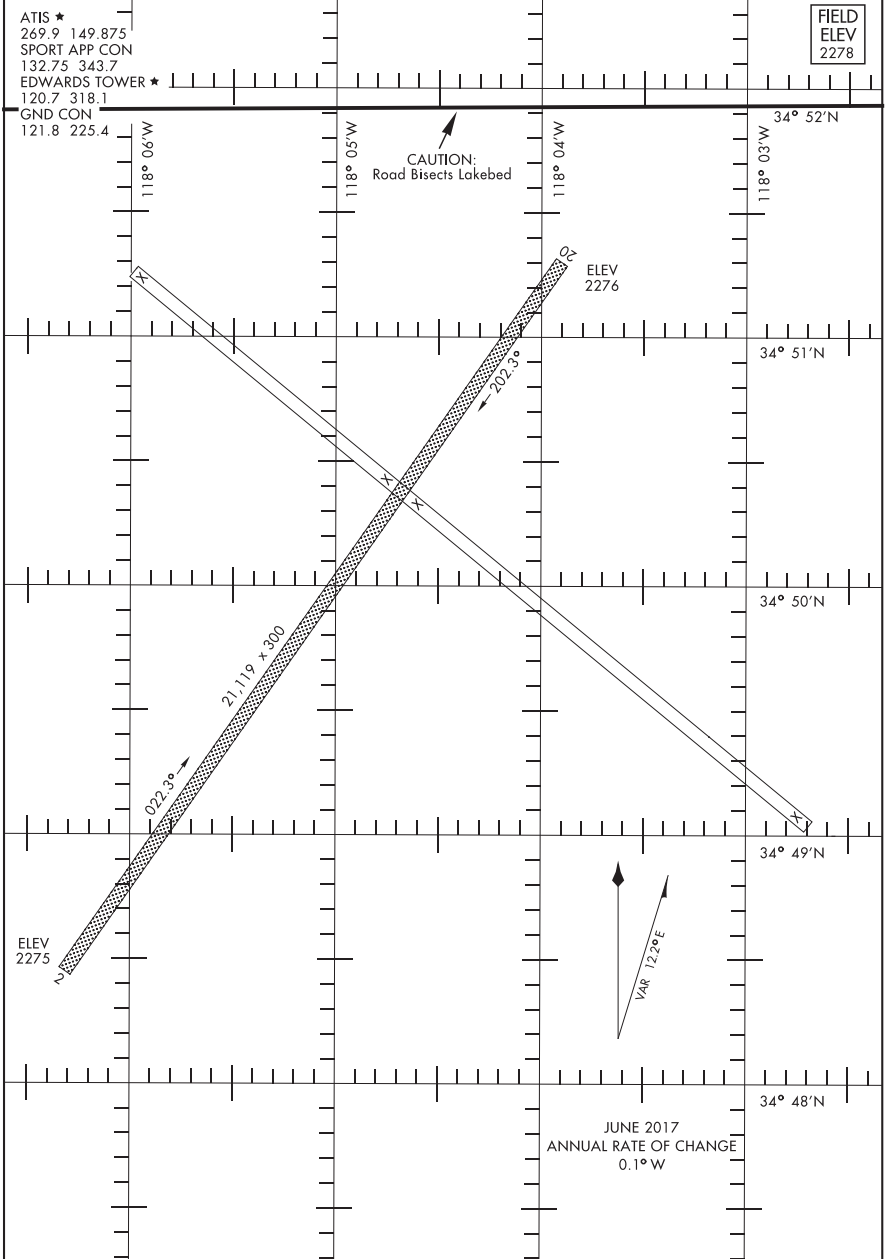 ATIS ★
269.9 149.875
SPORT APP CON
132.75 343.7
EDWARDS TOWER ★
120.7 318.1
GND CON
121.8 225.4
FIELD
ELEV
2278
34° 52'N
118° 06'W
118° 05'W
118° 04'W
118° 03'W
CAUTION:
Road Bisects Lakebed
20
ELEV
2276
X
34° 51'N
202.3°
X
X
34° 50'N
21,119 x 300
022.3°
X
34° 49'N
ELEV
2275
2
VAR 12.2° E
34° 48'N
JUNE 2017
ANNUAL RATE OF CHANGE
0.1° W